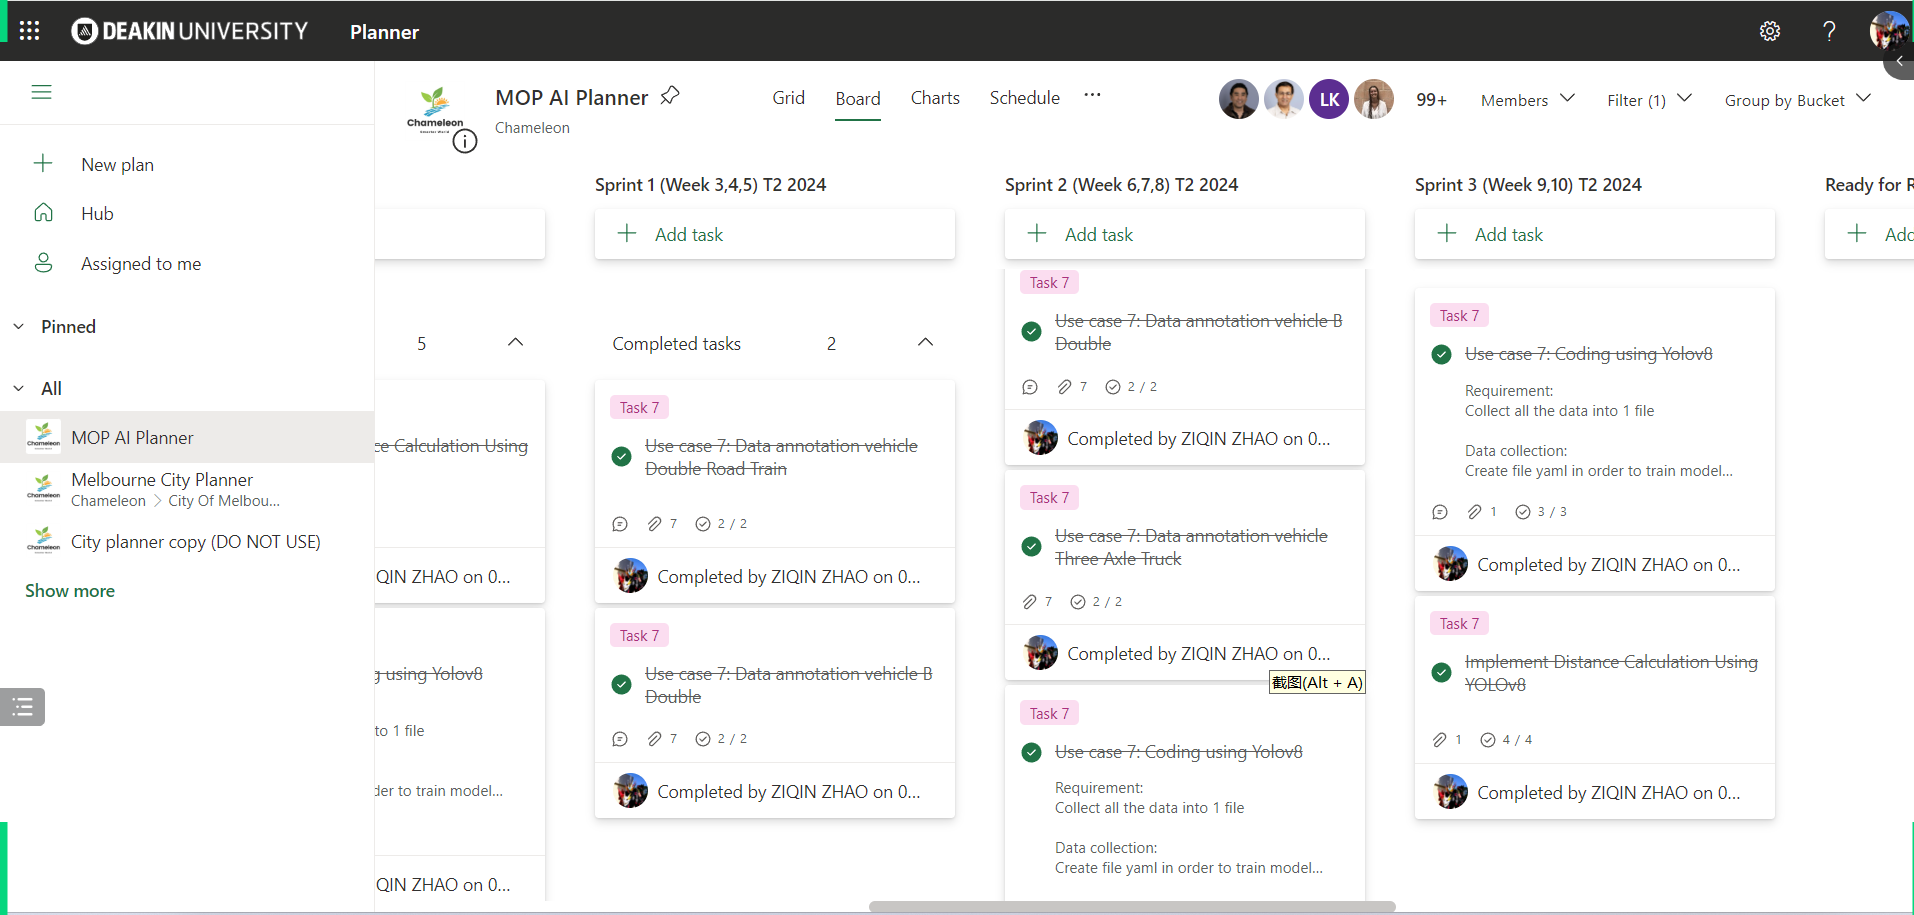 DEAKIN UNIVERSITY
Planner
New plan
Hub
Assigned to me
Pinned
All
MOP AI Planner
Melbourne City Planner
Chameleon > City Of Melbou...
City planner copy (DO NOT USE)
Show more
Chameleon
MOP AI Planner
Chameleon
Grid
Board
Charts
Schedule
...
LK
99+
Members
Filter (1)
Group by Bucket
5
ce Calculation Using
QIN ZHAO on 0...
g using Yolov8
to 1 file
der to train model...
QIN ZHAO on 0...
Sprint 1 (Week 3,4,5) T2 2024
Add task
Completed tasks 2
Task 7
Use case 7: Data annotation vehicle
Double Road Train
7 2 / 2
Completed by ZIQIN ZHAO on 0...
Task 7
Use case 7: Data annotation vehicle B
Double
7 2 / 2
Completed by ZIQIN ZHAO on 0...
Sprint 2 (Week 6,7,8) T2 2024
Add task
Task 7
Use case 7: Data annotation vehicle B
Double
7 2 / 2
Completed by ZIQIN ZHAO on 0...
Task 7
Use case 7: Data annotation vehicle
Three Axle Truck
7 2 / 2
Completed by ZIQIN ZHAO on 0...
截图(Alt + A)
Task 7
Use case 7: Coding using Yolov8
Requirement:
Collect all the data into 1 file
Data collection:
Create file yaml in order to train model...
Sprint 3 (Week 9,10) T2 2024
Add task
Task 7
Use case 7: Coding using Yolov8
Requirement:
Collect all the data into 1 file
Data collection:
Create file yaml in order to train model...
1 3 / 3
Completed by ZIQIN ZHAO on 0...
Task 7
Implement Distance Calculation Using
YOLOv8
1 4 / 4
Completed by ZIQIN ZHAO on 0...
Ready for R
Add